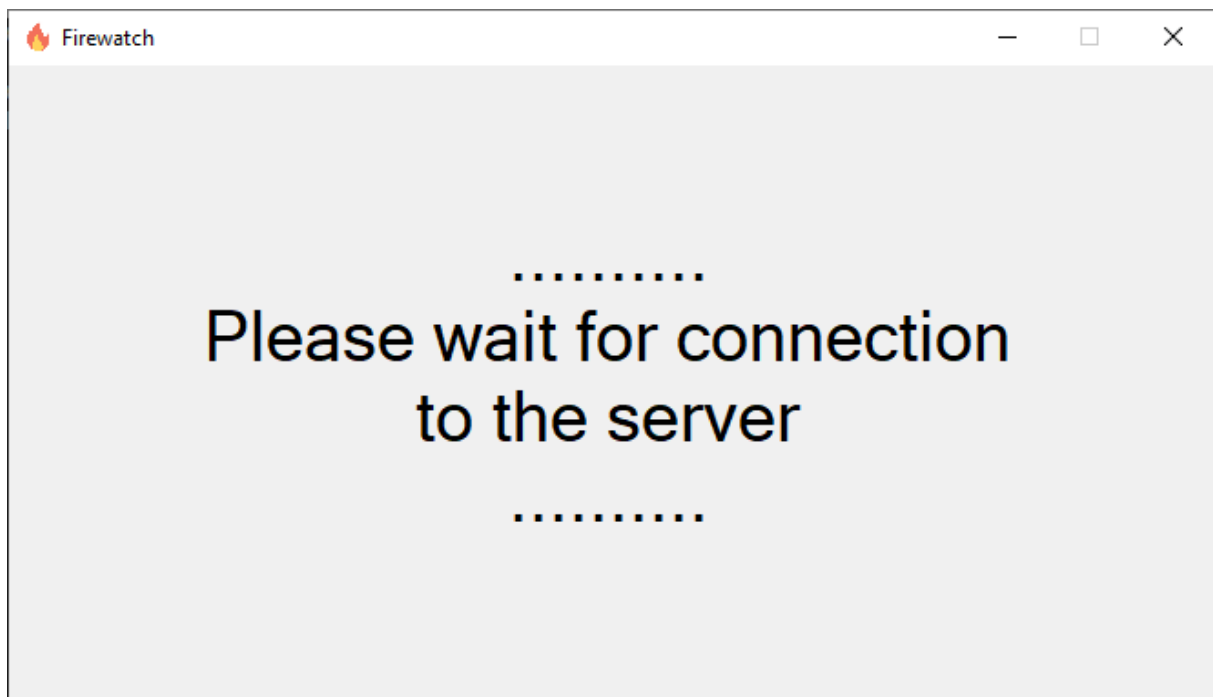 Firewatch
..........
Please wait for connection
to the server
..........